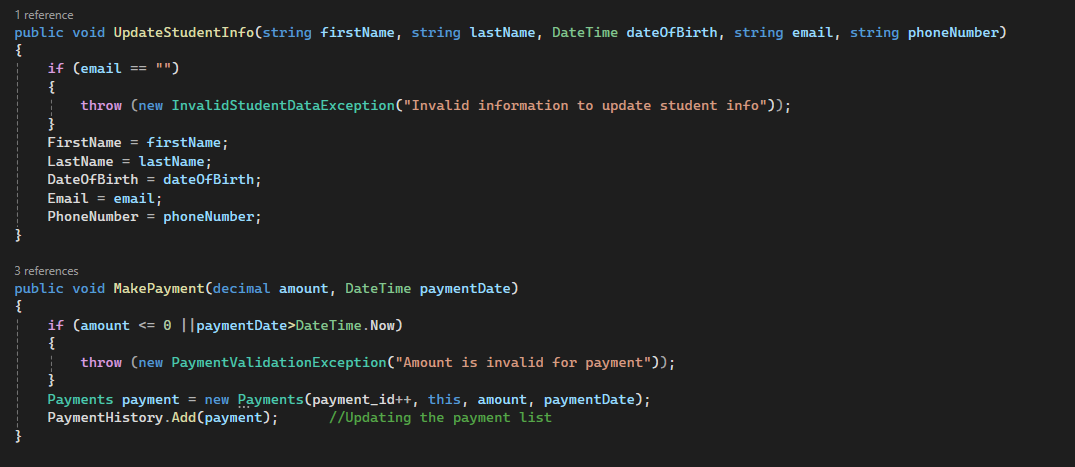 1 reference
public void UpdateStudentInfo(string firstName, string lastName, DateTime dateOfBirth, string email, string phoneNumber)
{
if (email == "")
{
throw (new InvalidStudentDataException("Invalid information to update student info"));
}
FirstName = firstName;
LastName = lastName;
DateOfBirth = dateOfBirth;
Email = email;
PhoneNumber = phoneNumber;
}
3 references
public void MakePayment(decimal amount, DateTime paymentDate)
{
if (amount <= 0 ||paymentDate>DateTime.Now)
{
throw (new PaymentValidationException("Amount is invalid for payment"));
}
Payments payment = new Payments(payment_id++, this, amount, paymentDate);
PaymentHistory.Add(payment);      //Updating the payment list
}